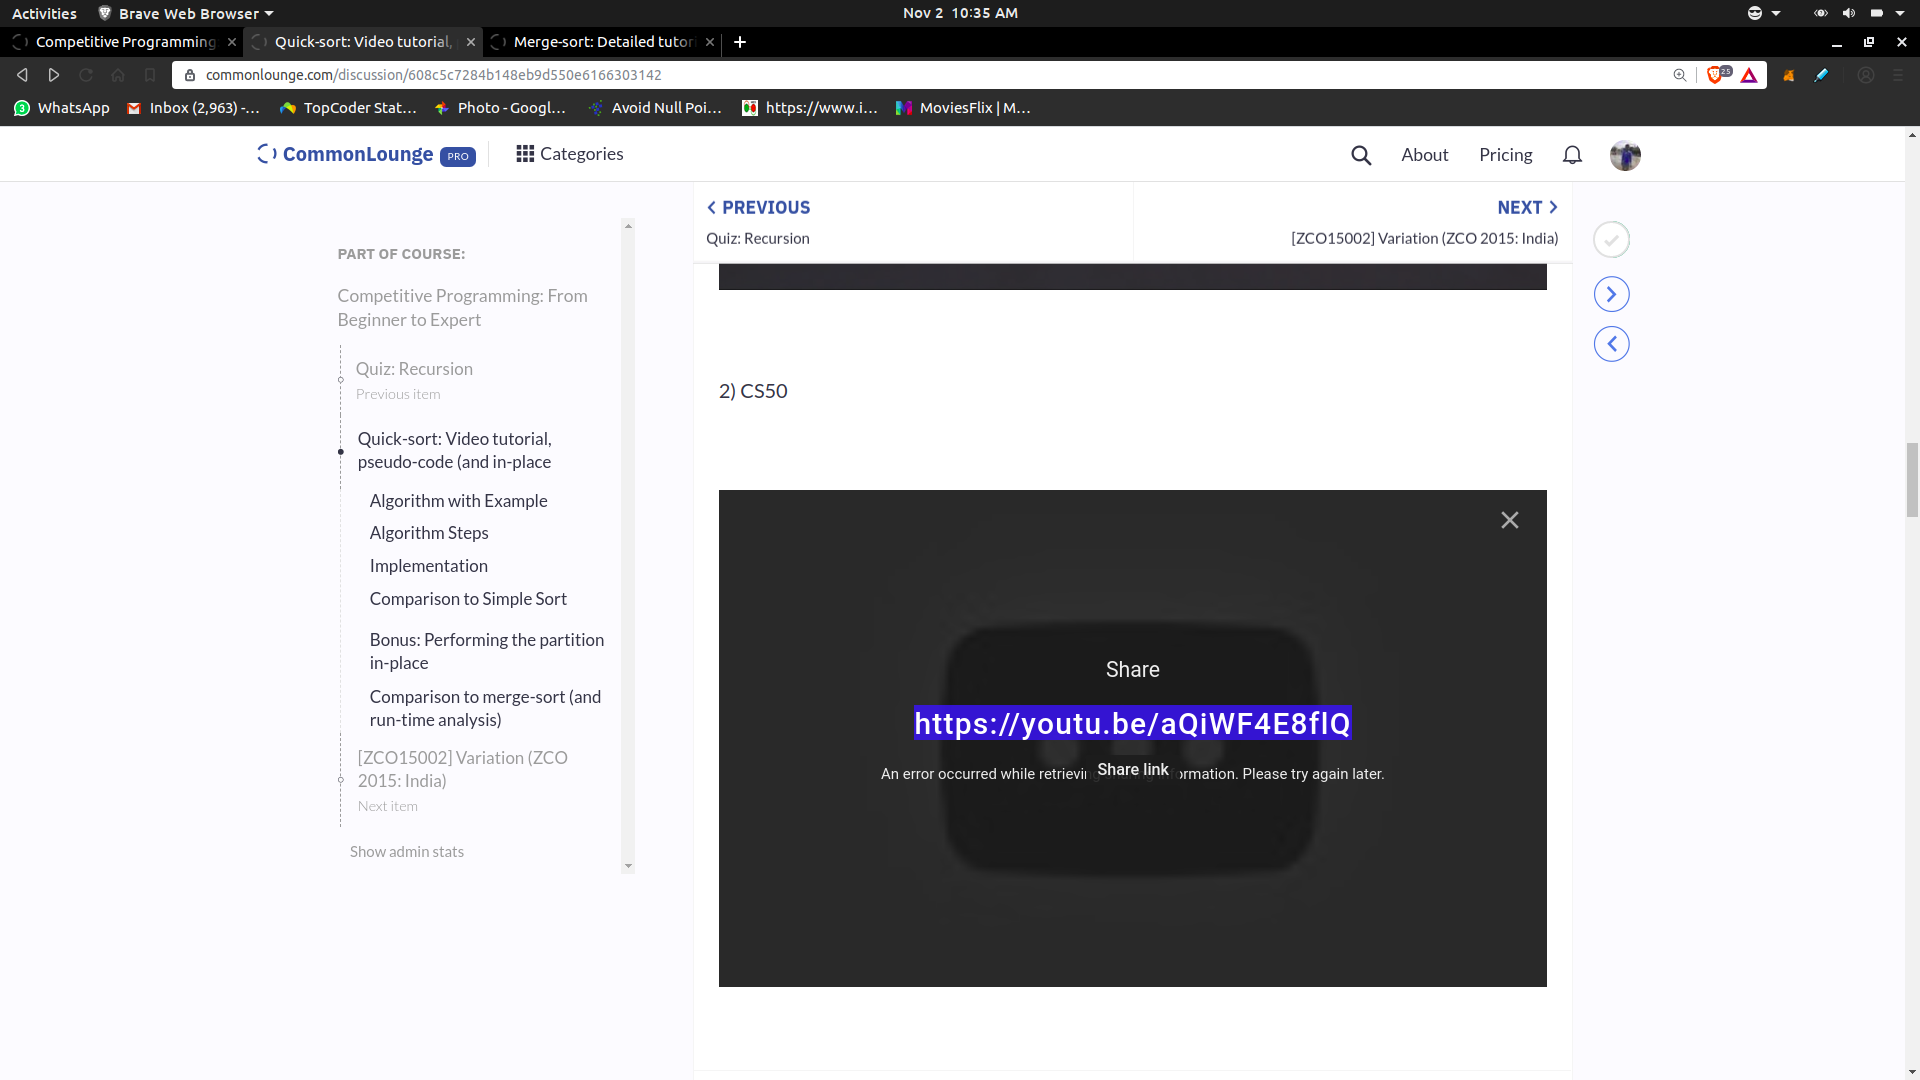 Activities
Brave Web Browser
Nov 2 10:35 AM
Competitive Programming
Quick-sort: Video tutorial,
Merge-sort: Detailed tutori
commonlounge.com/discussion/608c5c7284b148eb9d550e6166303142
25
3
WhatsApp
Inbox (2,963) -...
TopCoder Stat...
Photo - Googl...
Avoid Null Poi...
https://www.i...
MoviesFlix | M...
CommonLounge PRO
Categories
About
Pricing
PREVIOUS
Quiz: Recursion
NEXT
[ZCO15002] Variation (ZCO 2015: India)
PART OF COURSE:
Competitive Programming: From
Beginner to Expert
Quiz: Recursion
Previous item
Quick-sort: Video tutorial,
pseudo-code (and in-place
Algorithm with Example
Algorithm Steps
Implementation
Comparison to Simple Sort
Bonus: Performing the partition
in-place
Comparison to merge-sort (and
run-time analysis)
[ZCO15002] Variation (ZCO
2015: India)
Next item
Show admin stats
2) CS50
Share
https://youtu.be/aQiWF4E8flQ
An error occurred while retrievi
Share link
rmation. Please try again later.